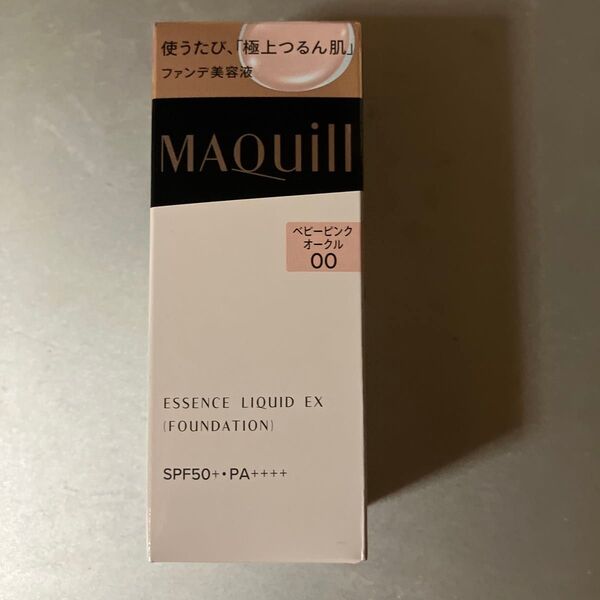 使うたび、「極上つるん肌」
ファンデ美容液
MAQuill
ベビーピンク
オークル
00
ESSENCE LIQUID EX
(FOUNDATION)
SPF50+・PA++++